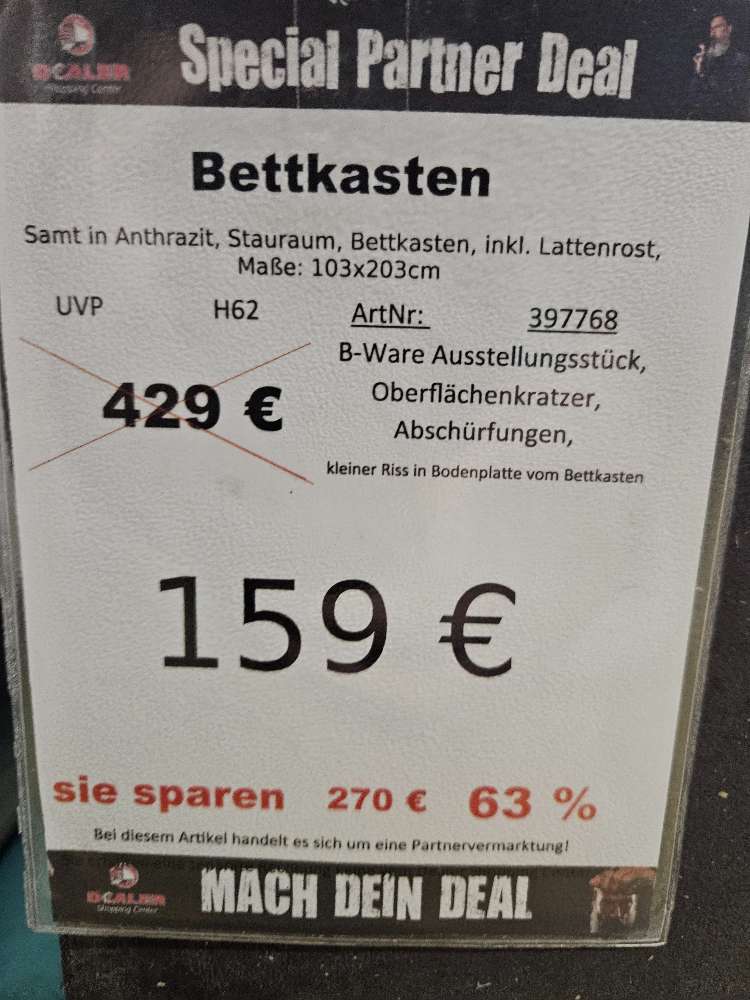 DEALER
Shopping Center
Special Partner Deal
Bettkasten
Samt in Anthrazit, Stauraum, Bettkasten, inkl. Lattenrost,
Maße: 103x203cm
UVP H62 ArtNr: 397768
B-Ware Ausstellungsstück,
429 €
Oberflächenkratzer,
Abschürfungen,
kleiner Riss in Bodenplatte vom Bettkasten
159 €
sie sparen 270 € 63 %
Bei diesem Artikel handelt es sich um eine Partnervermarktung!
DEALER
Shopping Center
MACH DEIN DEAL